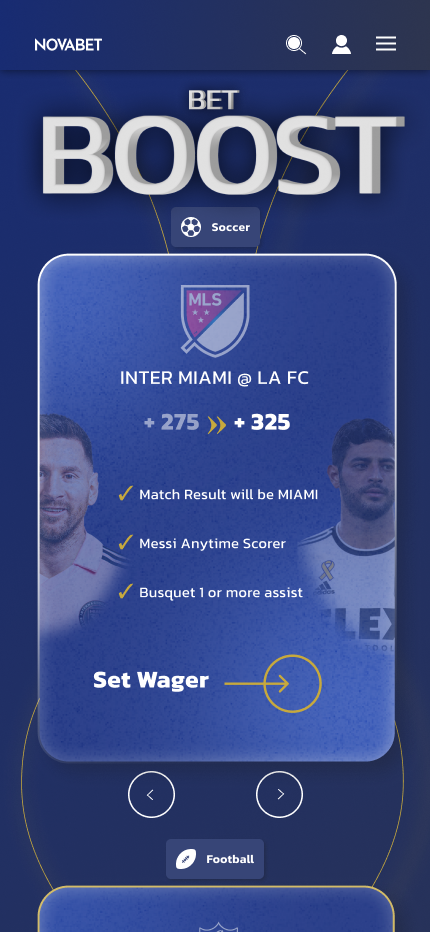 NOVABET
BET
BOOST
Soccer
MLS
INTER MIAMI @ LA FC
+ 275 + 325
✓ Match Result will be MIAMI
✓ Messi Anytime Scorer
✓ Busquet 1 or more assist
FLEX
Set Wager
Football